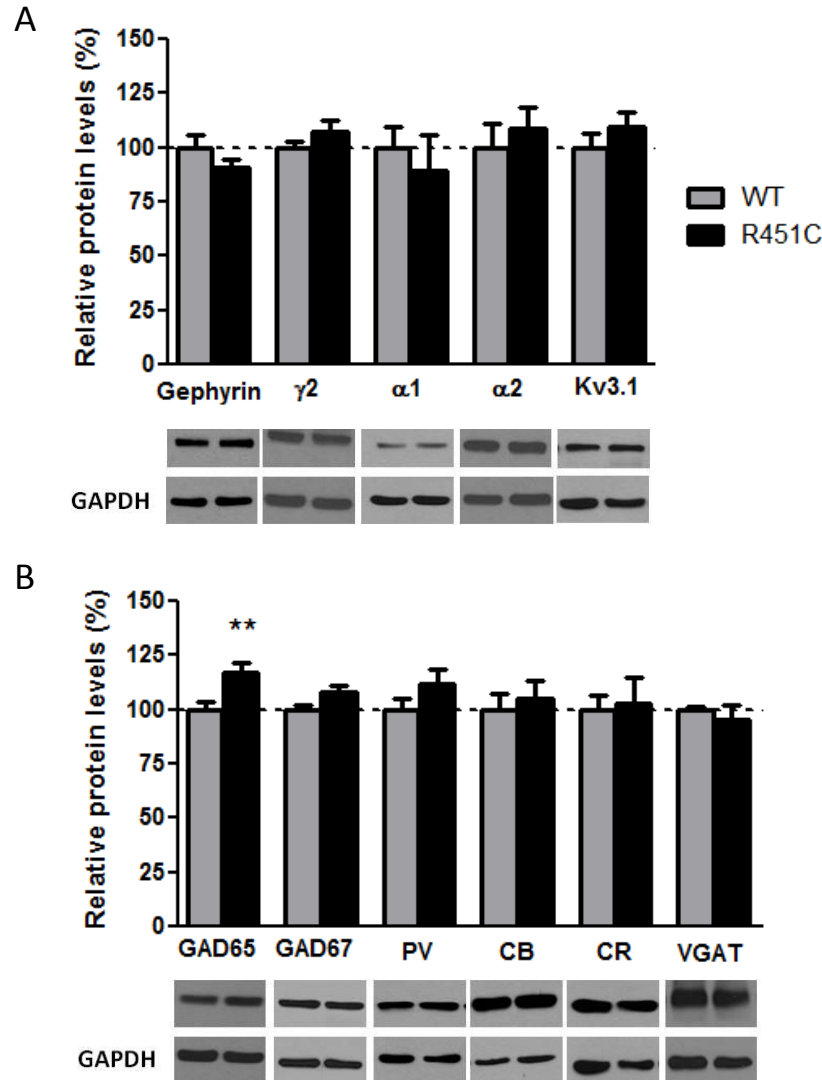 A
Relative protein levels (%)
150
125
100
75
50
25
0
Gephyrin γ2 α1 α2 Kv3.1
WT
R451C
GAPDH
B
Relative protein levels (%)
150
125
100
75
50
25
0
**
GAD65 GAD67 PV CB CR VGAT
GAPDH